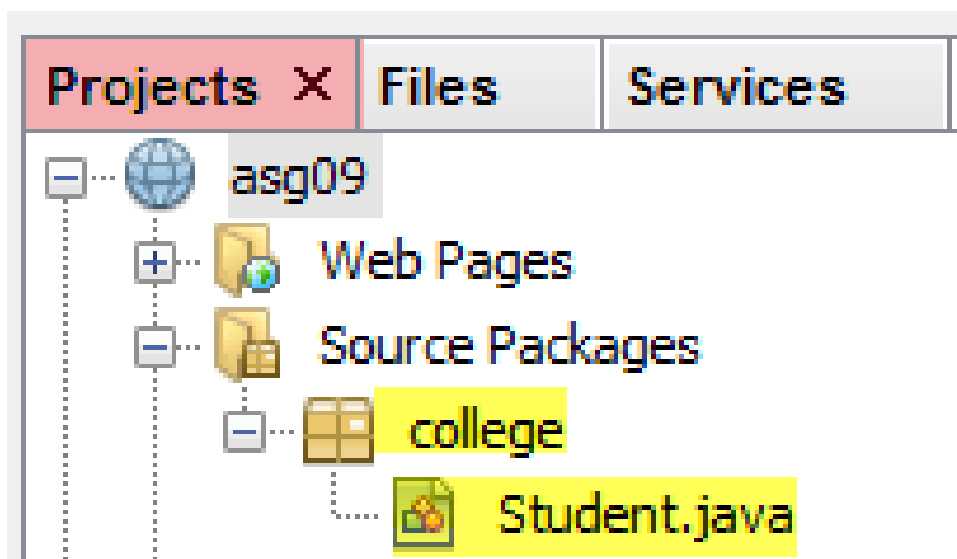 Projects X Files Services
asg09
Web Pages
Source Packages
college
Student.java